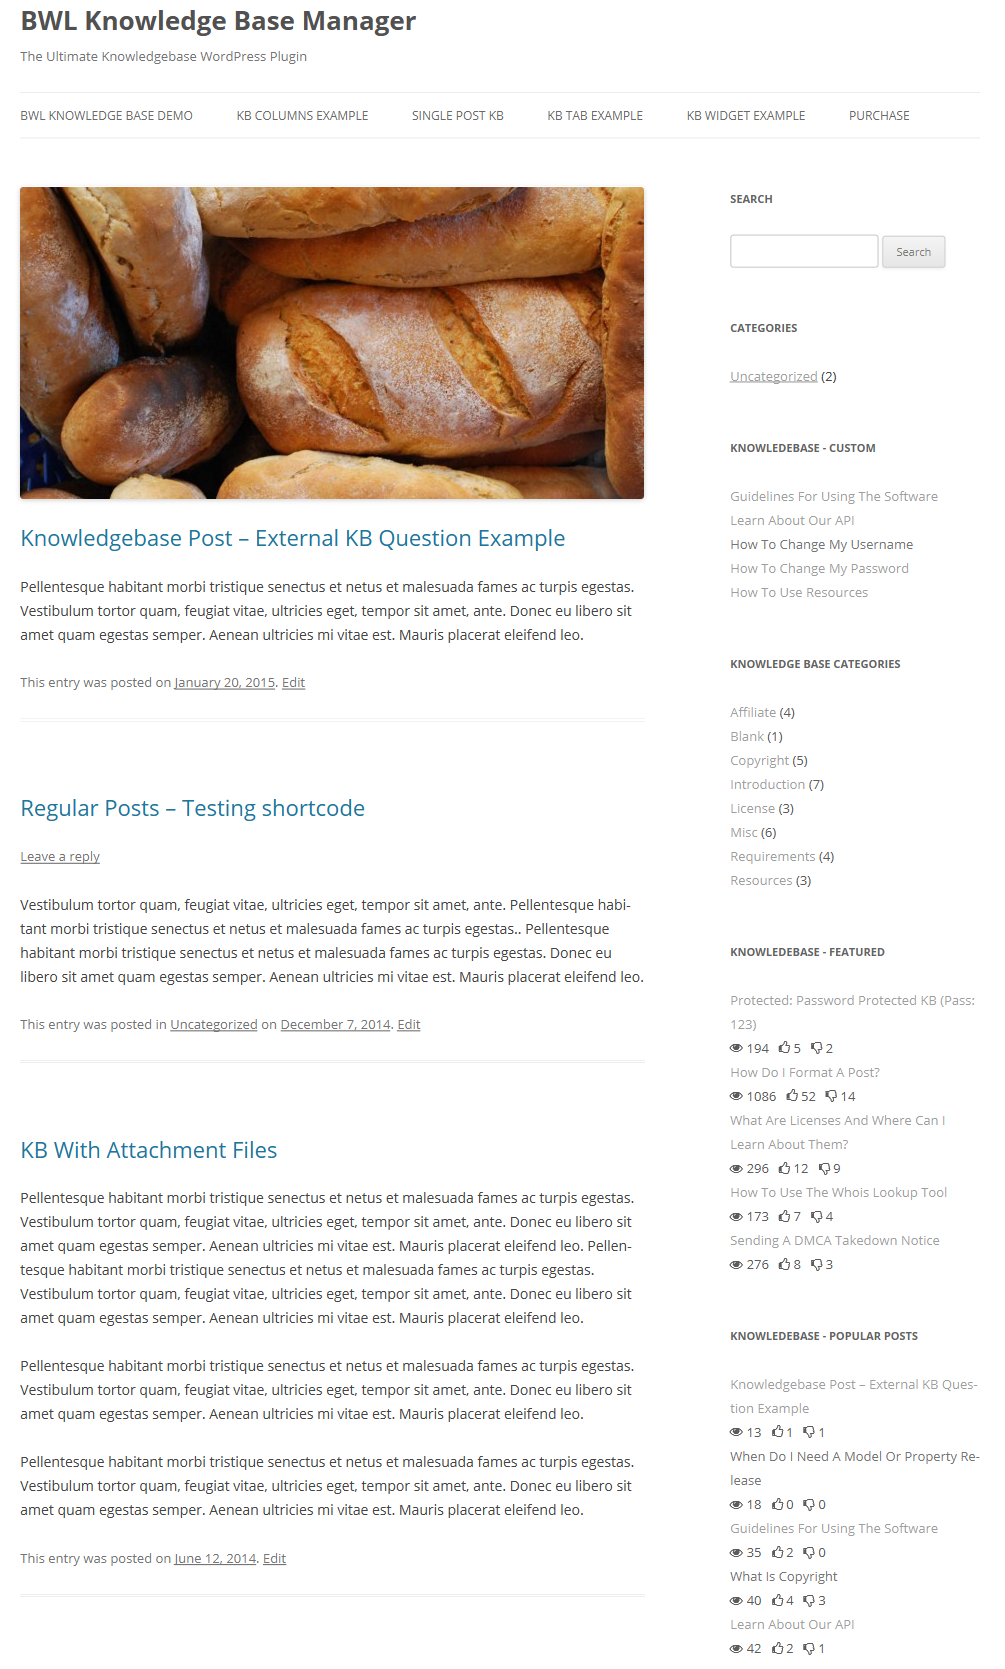 BWL Knowledge Base Manager
The Ultimate Knowledgebase WordPress Plugin
BWL KNOWLEDGE BASE DEMO KB COLUMNS EXAMPLE SINGLE POST KB KB TAB EXAMPLE KB WIDGET EXAMPLE PURCHASE
Knowledgebase Post – External KB Question Example
Pellentesque habitant morbi tristique senectus et netus et malesuada fames ac turpis egestas.
Vestibulum tortor quam, feugiat vitae, ultricies eget, tempor sit amet, ante. Donec eu libero sit
amet quam egestas semper. Aenean ultricies mi vitae est. Mauris placerat eleifend leo.
This entry was posted on January 20, 2015. Edit
Regular Posts – Testing shortcode
Leave a reply
Vestibulum tortor quam, feugiat vitae, ultricies eget, tempor sit amet, ante. Pellentesque habi-
tant morbi tristique senectus et netus et malesuada fames ac turpis egestas.. Pellentesque
habitant morbi tristique senectus et netus et malesuada fames ac turpis egestas. Donec eu
libero sit amet quam egestas semper. Aenean ultricies mi vitae est. Mauris placerat eleifend leo.
This entry was posted in Uncategorized on December 7, 2014. Edit
KB With Attachment Files
Pellentesque habitant morbi tristique senectus et netus et malesuada fames ac turpis egestas.
Vestibulum tortor quam, feugiat vitae, ultricies eget, tempor sit amet, ante. Donec eu libero sit
amet quam egestas semper. Aenean ultricies mi vitae est. Mauris placerat eleifend leo. Pellen-
tesque habitant morbi tristique senectus et netus et malesuada fames ac turpis egestas.
Vestibulum tortor quam, feugiat vitae, ultricies eget, tempor sit amet, ante. Donec eu libero sit
amet quam egestas semper. Aenean ultricies mi vitae est. Mauris placerat eleifend leo.
Pellentesque habitant morbi tristique senectus et netus et malesuada fames ac turpis egestas.
Vestibulum tortor quam, feugiat vitae, ultricies eget, tempor sit amet, ante. Donec eu libero sit
amet quam egestas semper. Aenean ultricies mi vitae est. Mauris placerat eleifend leo.
Pellentesque habitant morbi tristique senectus et netus et malesuada fames ac turpis egestas.
Vestibulum tortor quam, feugiat vitae, ultricies eget, tempor sit amet, ante. Donec eu libero sit
amet quam egestas semper. Aenean ultricies mi vitae est. Mauris placerat eleifend leo.
This entry was posted on June 12, 2014. Edit
SEARCH
Search
CATEGORIES
Uncategorized (2)
KNOWLEDEBASE - CUSTOM
Guidelines For Using The Software
Learn About Our API
How To Change My Username
How To Change My Password
How To Use Resources
KNOWLEDGE BASE CATEGORIES
Affiliate (4)
Blank (1)
Copyright (5)
Introduction (7)
License (3)
Misc (6)
Requirements (4)
Resources (3)
KNOWLEDEBASE - FEATURED
Protected: Password Protected KB (Pass:
123)
194 5 2
How Do I Format A Post?
1086 52 14
What Are Licenses And Where Can I
Learn About Them?
296 12 9
How To Use The Whois Lookup Tool
173 7 4
Sending A DMCA Takedown Notice
276 8 3
KNOWLEDEBASE - POPULAR POSTS
Knowledgebase Post – External KB Ques-
tion Example
13 1 1
When Do I Need A Model Or Property Re-
lease
18 0 0
Guidelines For Using The Software
35 2 0
What Is Copyright
40 4 3
Learn About Our API
42 2 1